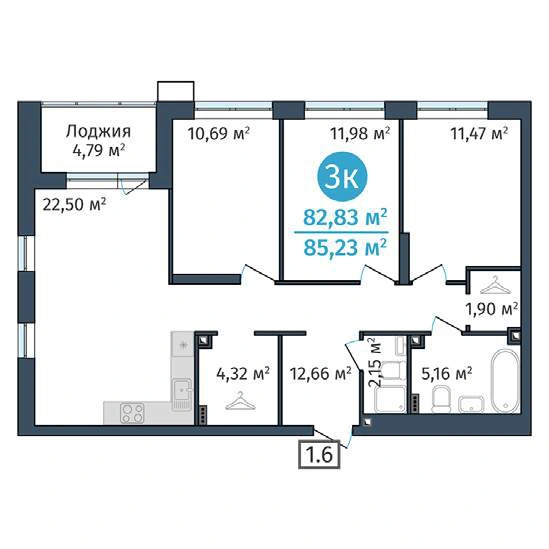 Лоджия
4,79 м²
10,69 м²
11,98 м²
11,47 м²
3к
82,83 м²
85,23 м²
22,50 м²
1,90 м²
4,32 м²
12,66 м²
2,15 м²
5,16 м²
1.6